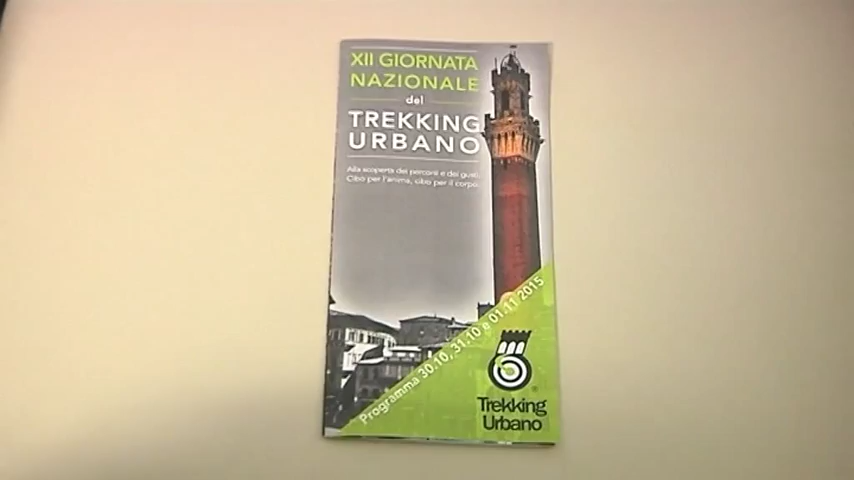 XII GIORNATA
NAZIONALE
del
TREKKING
URBANO
Alla scoperta dei percorsi e dei gusti.
Cibo per l'anima, cibo per il corpo.
Programma 30.10, 31.10 e 01.11 2015
Trekking
Urbano